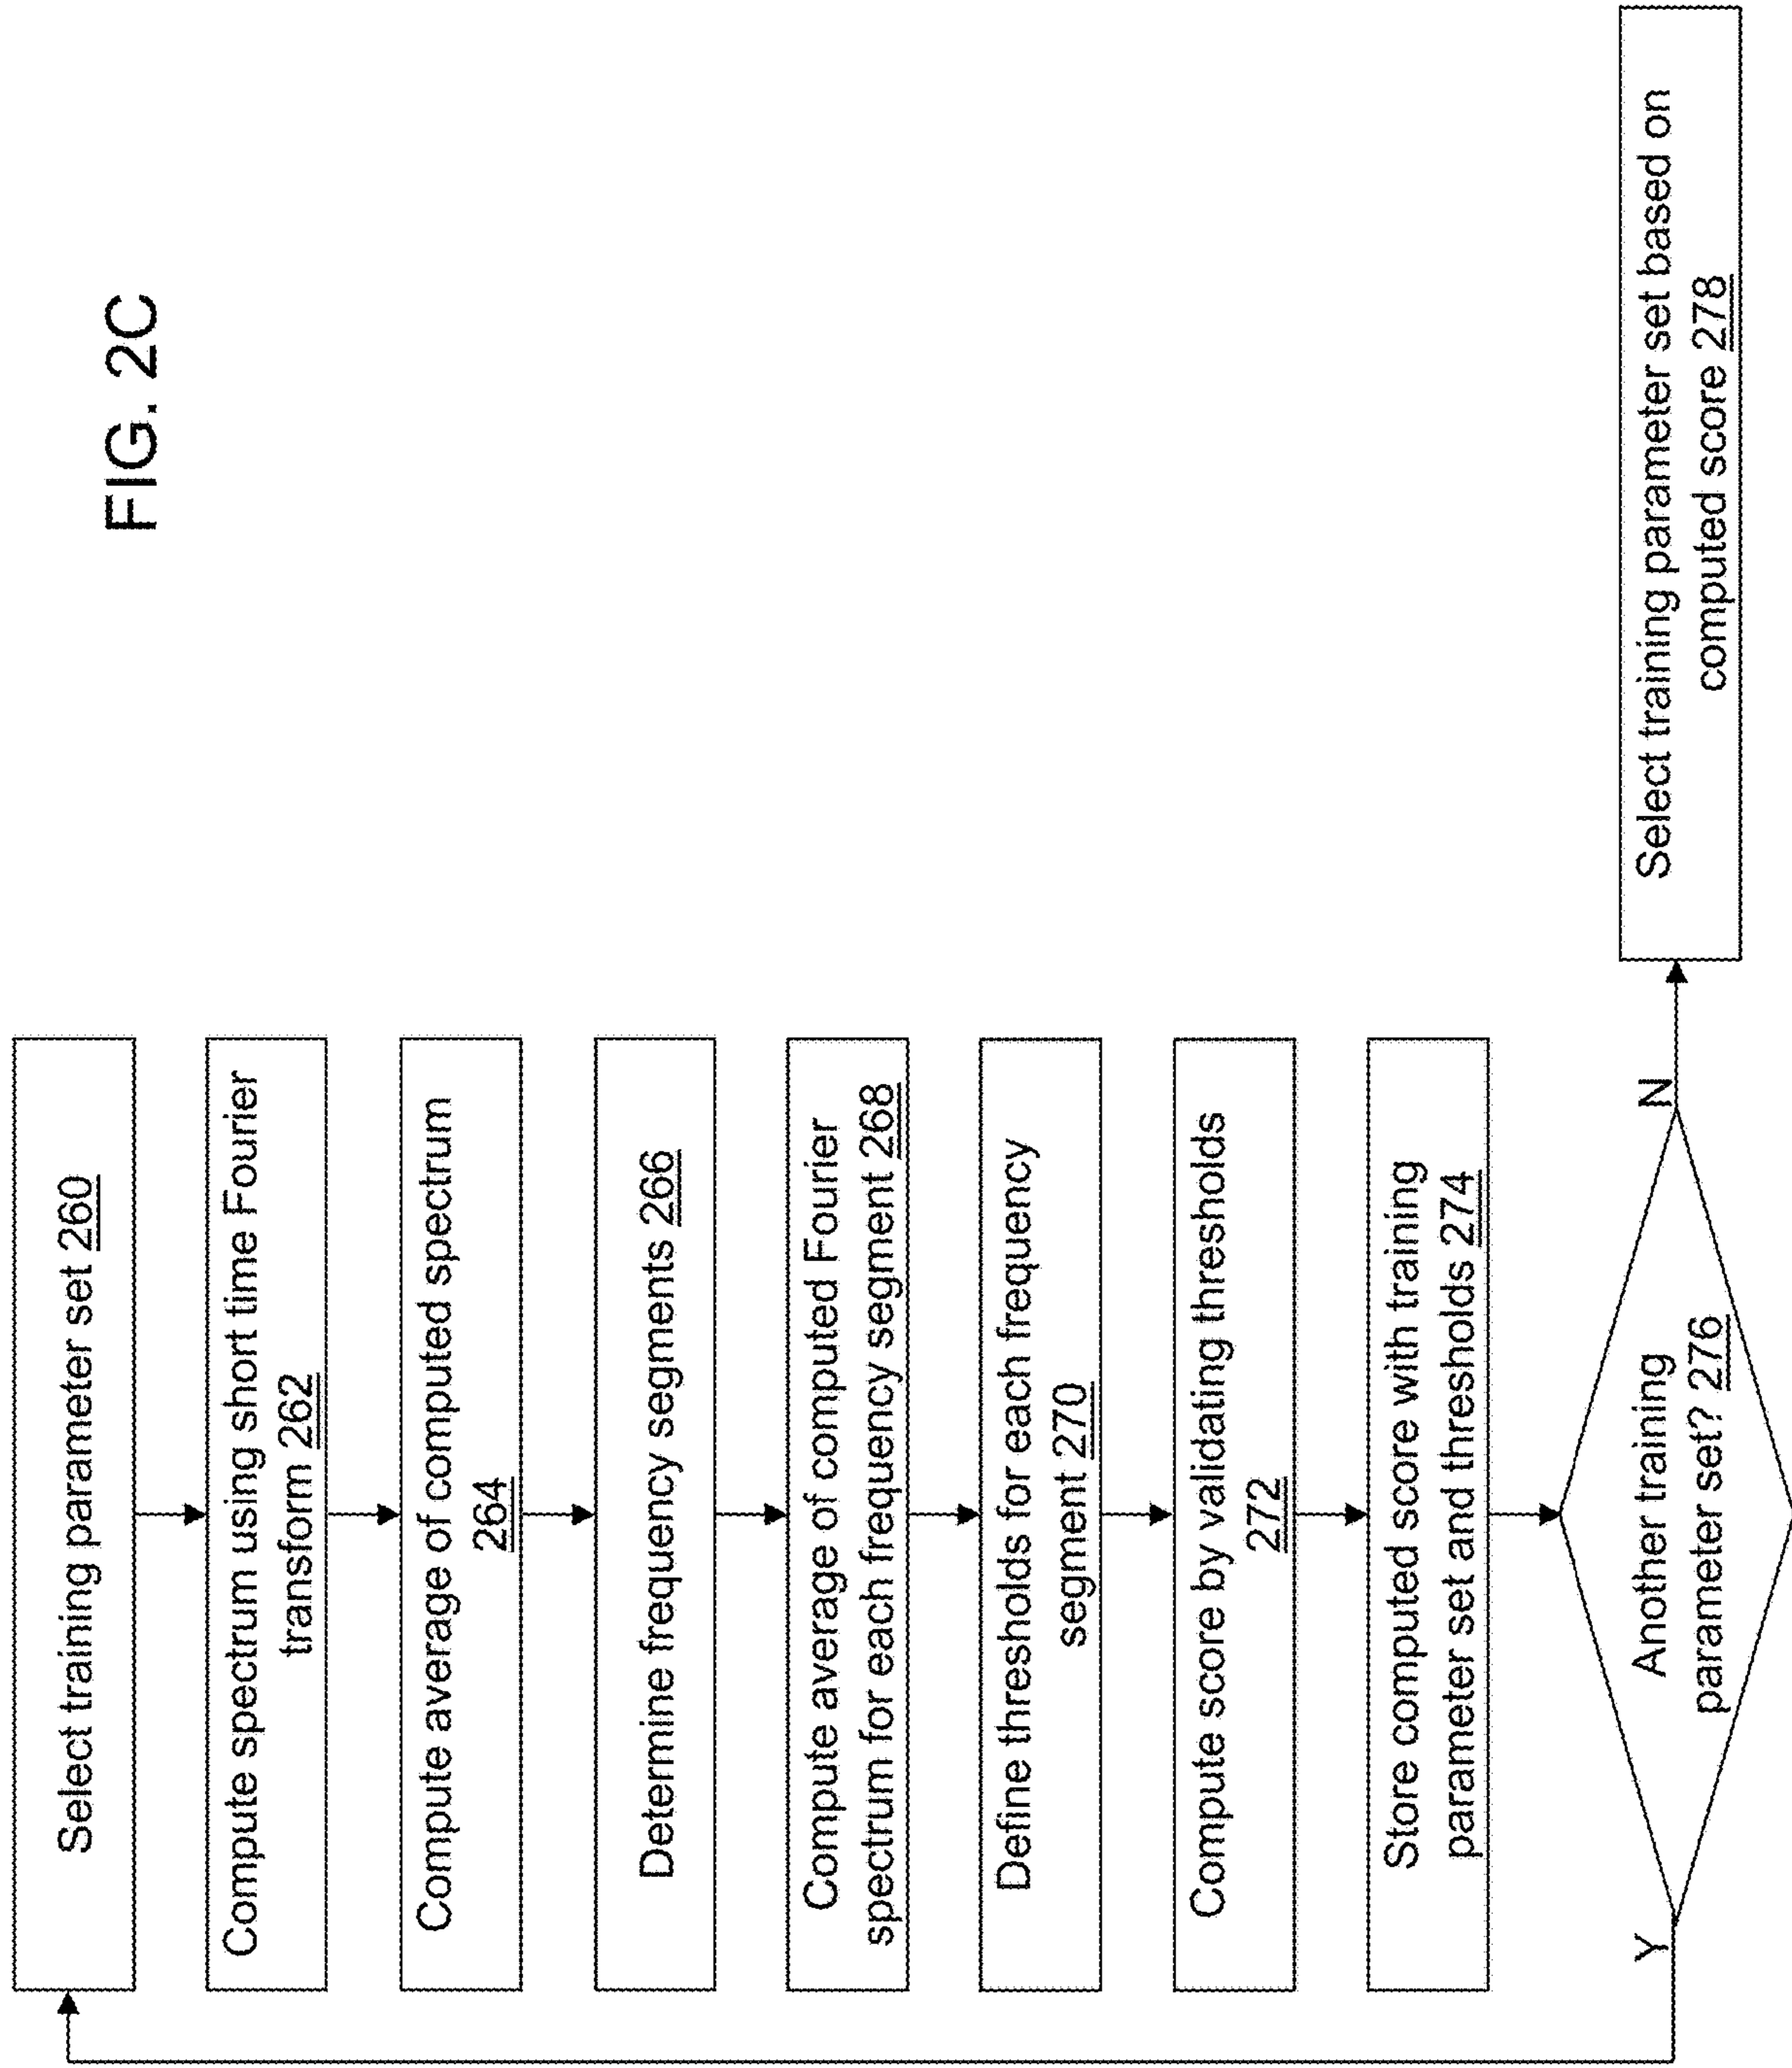 FIG. 2C
Select training parameter set 260
Compute spectrum using short time Fourier
transform 262
Compute average of computed spectrum
264
Determine frequency segments 266
Compute average of computed Fourier
spectrum for each frequency segment 268
Define thresholds for each frequency
segment 270
Compute score by validating thresholds
272
Store computed score with training
parameter set and thresholds 274
Another training
parameter set? 276
Y
N
Select training parameter set based on
computed score 278